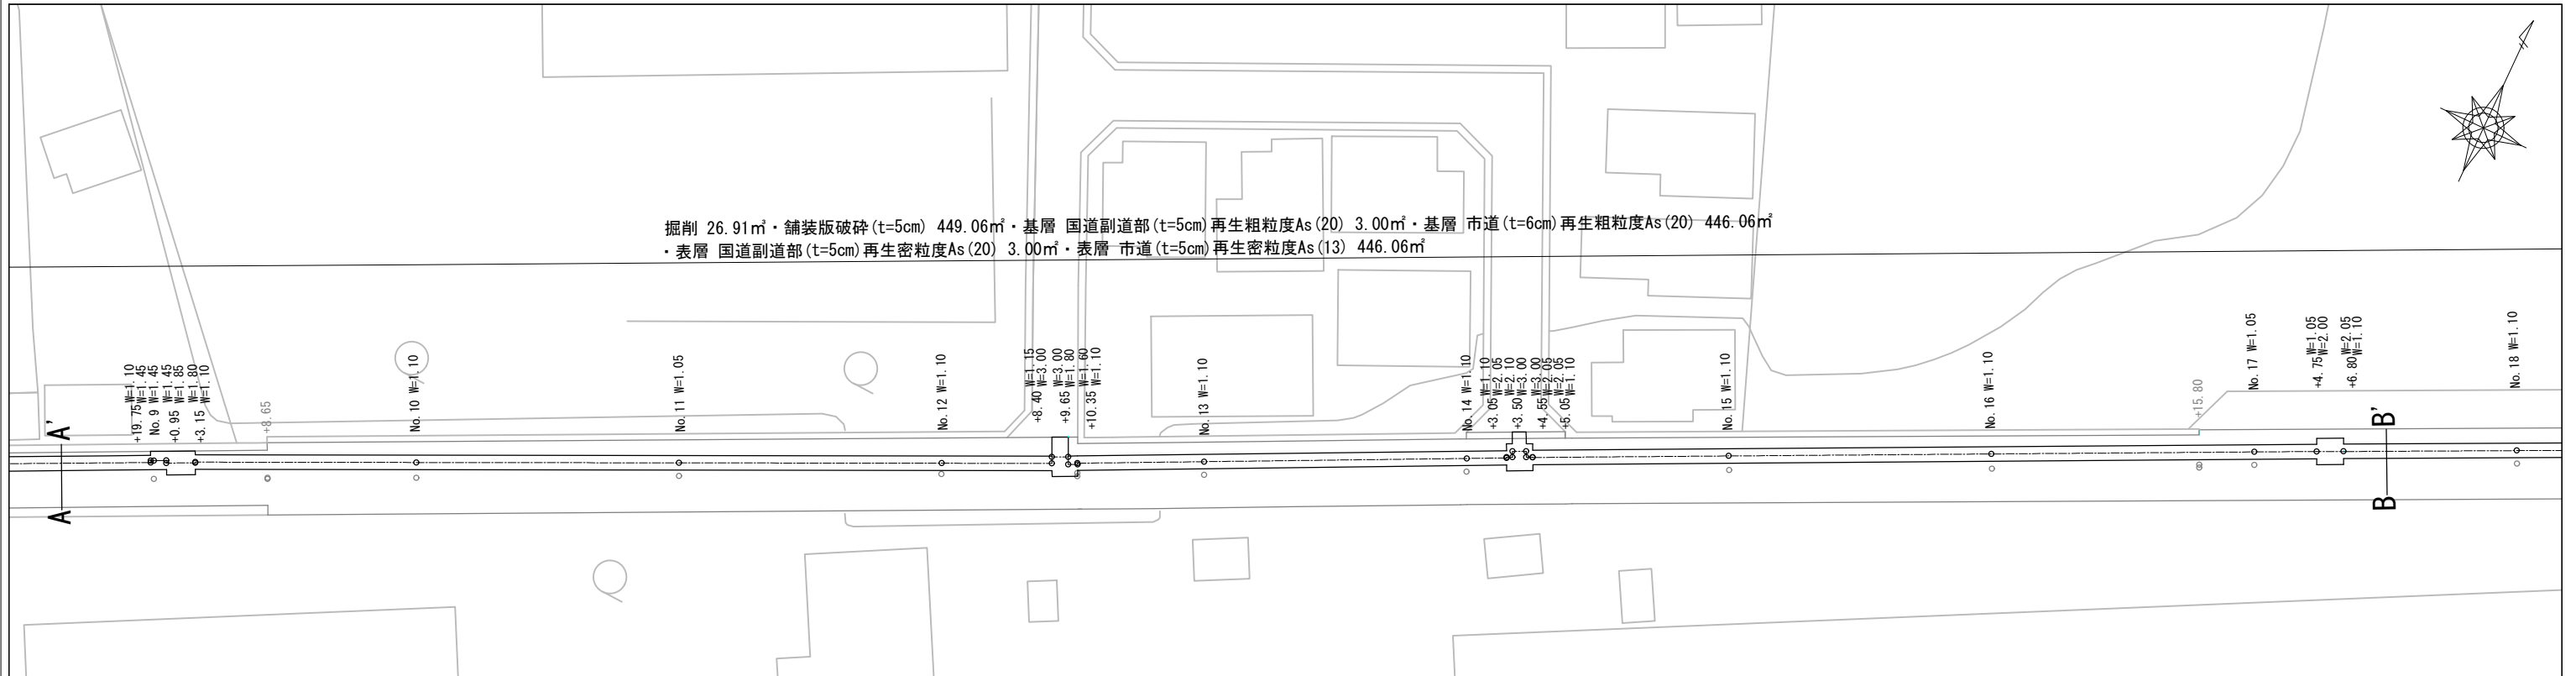 掘削 26.91㎥・舗装版破砕(t=5cm) 449.06㎡・基層 国道副道部(t=5cm)再生粗粒度As(20) 3.00㎡・基層 市道(t=6cm)再生粗粒度As(20) 446.06㎡
・表層 国道副道部(t=5cm)再生密粒度As(20) 3.00㎡・表層 市道(t=5cm)再生密粒度As(13) 446.06㎡
A'
W=1.10
+19.75 W=1.45
No.9 W=1.45
W=1.45
+0.95 W=1.85
W=1.80
+3.15 W=1.10
+8.65
No.10 W=1.10
No.11 W=1.05
No.12 W=1.10
W=1.15
+8.40 W=3.00
W=3.00
+9.65 W=1.80
W=1.60
+10.35 W=1.10
No.13 W=1.10
No.14 W=1.10
W=1.10
+3.05 W=2.05
W=2.10
+3.50 W=3.00
W=3.00
+4.55 W=2.05
W=2.05
+5.05 W=1.10
No.15 W=1.10
No.16 W=1.10
+15.80
No.17 W=1.05
W=1.05
+4.75 W=2.00
W=2.05
+6.80 W=1.10
B'
No.18 W=1.10
A
B